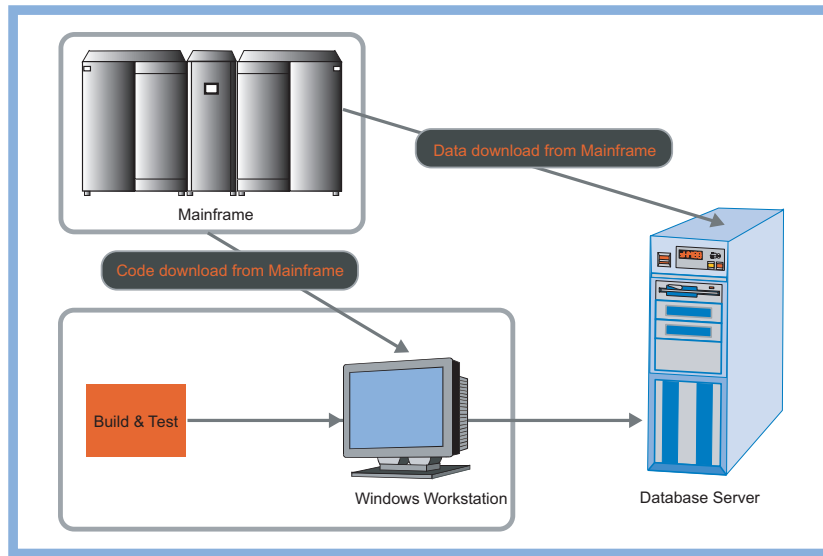 Mainframe
Data download from Mainframe
Code download from Mainframe
Build & Test
Windows Workstation
Database Server